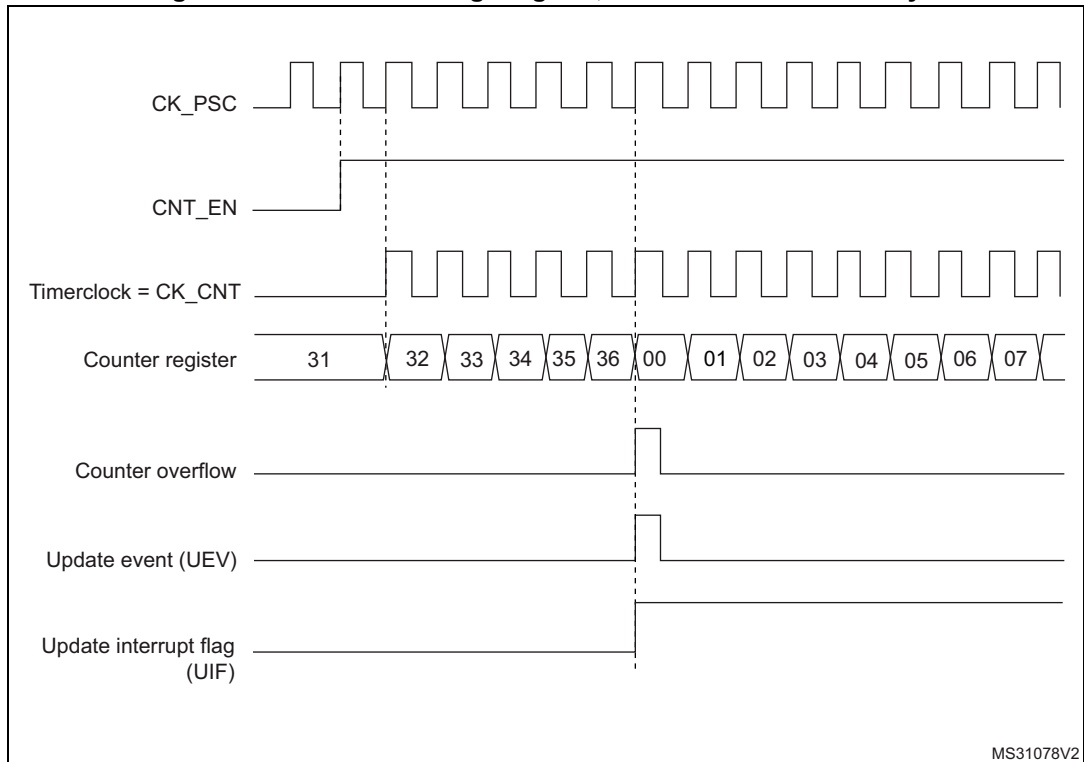 CK_PSC
CNT_EN
Timerclock = CK_CNT
Counter register 31 32 33 34 35 36 00 01 02 03 04 05 06 07
Counter overflow
Update event (UEV)
Update interrupt flag
(UIF)
MS31078V2